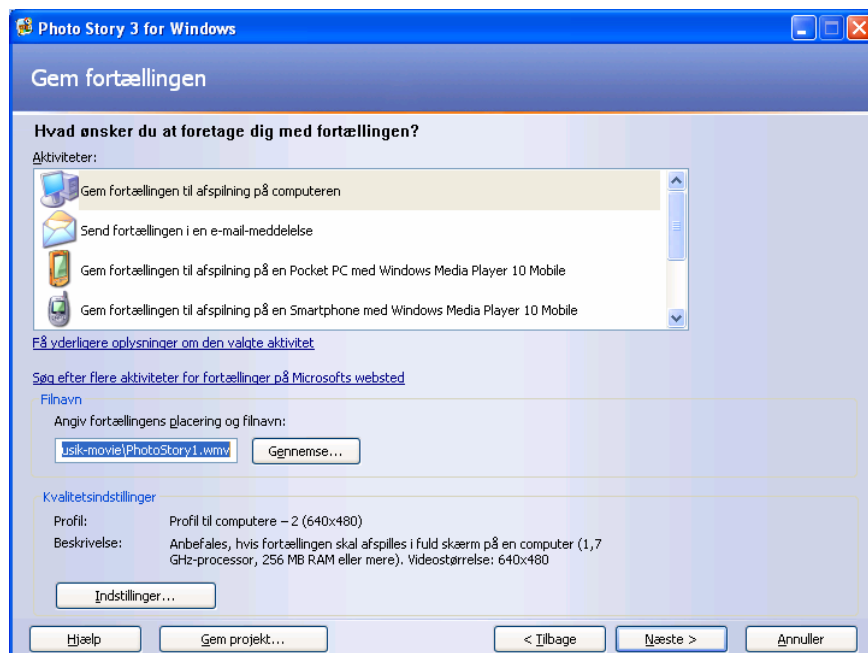 Photo Story 3 for Windows
Gem fortællingen
Hvad ønsker du at foretage dig med fortællingen?
Aktiviteter:
Gem fortællingen til afspilning på computeren
Send fortællingen i en e-mail-meddelelse
Gem fortællingen til afspilning på en Pocket PC med Windows Media Player 10 Mobile
Gem fortællingen til afspilning på en Smartphone med Windows Media Player 10 Mobile
Få yderligere oplysninger om den valgte aktivitet
Søg efter flere aktiviteter for fortællinger på Microsofts websted
Filnavn
Angiv fortællingens placering og filnavn:
usik-movie\PhotoStory1.wmv Gennemse...
Kvalitetsindstillinger
Profil: Profil til computere – 2 (640x480)
Beskrivelse: Anbefales, hvis fortællingen skal afspilles i fuld skærm på en computer (1,7
GHz-processor, 256 MB RAM eller mere). Videostørrelse: 640x480
Indstillinger...
Hjælp Gem projekt... < Tilbage Næste > Annuller